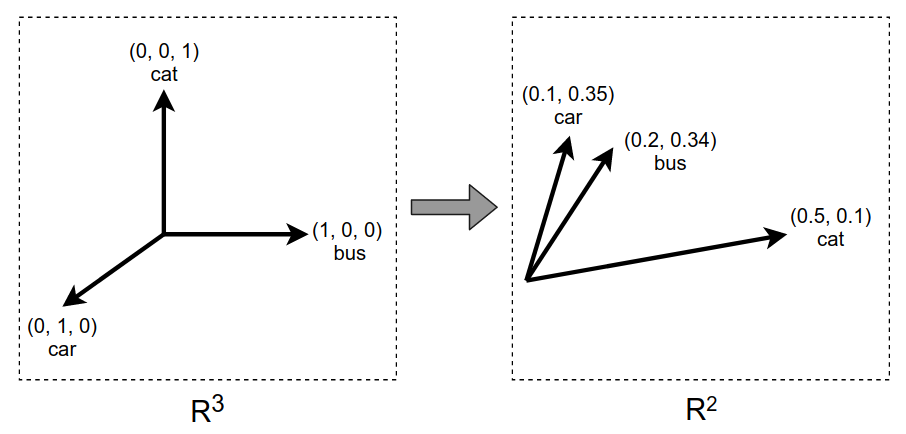 (0, 0, 1)
cat
(1, 0, 0)
bus
(0, 1, 0)
car
R³
(0.1, 0.35)
car
(0.2, 0.34)
bus
(0.5, 0.1)
cat
R²